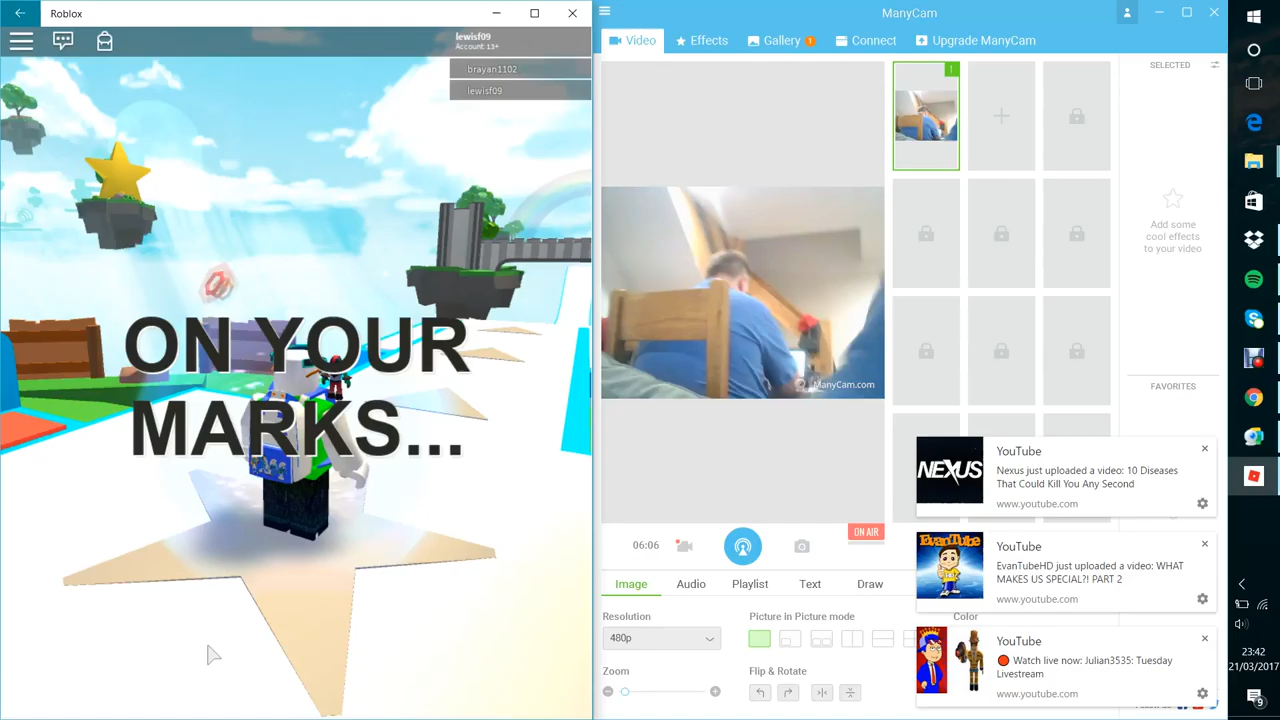 Roblox
lewisf09
Account: 13+
brayan1102
lewisf09
ON YOUR
MARKS...
ManyCam
Video
Effects
Gallery
1
Connect
Upgrade ManyCam
1
SELECTED
Add some
cool effects
to your video
FAVORITES
ManyCam.com
ON AIR
06:06
Image
Audio
Playlist
Text
Draw
Resolution
480p
Picture in Picture mode
Color
Zoom
Flip & Rotate
NEXUS
YouTube
Nexus just uploaded a video: 10 Diseases
That Could Kill You Any Second
www.youtube.com
EVANTUBE
YouTube
EvanTubeHD just uploaded a video: WHAT
MAKES US SPECIAL?! PART 2
www.youtube.com
YouTube
Watch live now: Julian3535: Tuesday
Livestream
www.youtube.com
23:42
21/03/2017
9